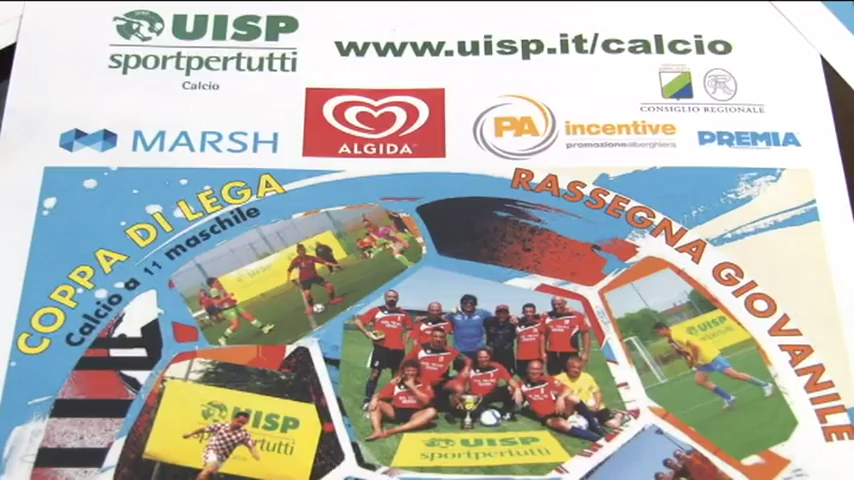 UISP
sportpertutti
Calcio
www.uisp.it/calcio
CONSIGLIO REGIONALE
MARSH
ALGIDA
PA incentive
promozionealberghiera
PREMIA
COPPA DI LEGA
Calcio a 11 maschile
RASSEGNA GIOVANILE
UISP
UISP
UISP
sportpertutti
UISP
sportpertutti